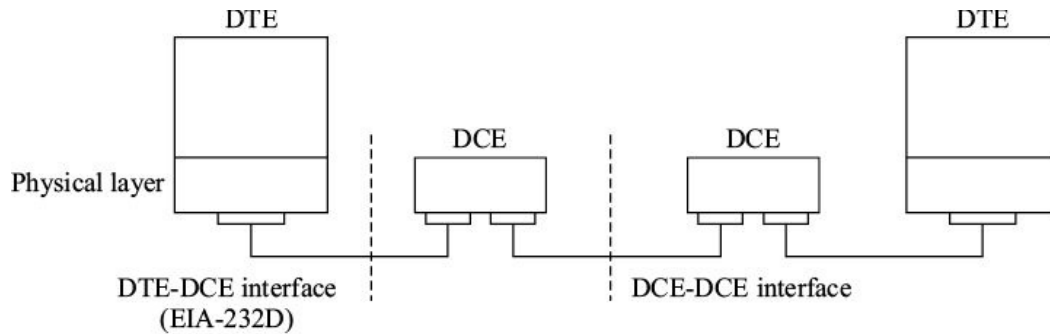 DTE
DTE
DCE
DCE
Physical layer
DTE-DCE interface
(EIA-232D)
DCE-DCE interface